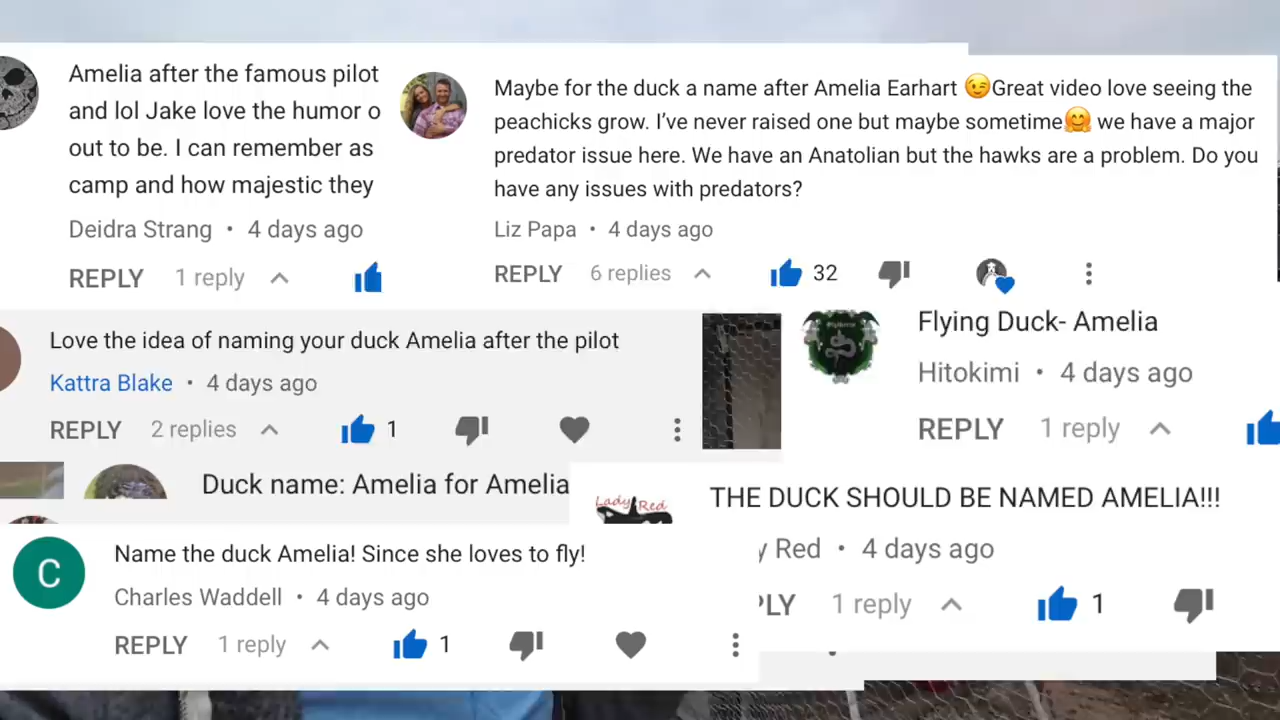 Amelia after the famous pilot
and lol Jake love the humor o
out to be. I can remember as
camp and how majestic they
Deidra Strang • 4 days ago
REPLY 1 reply
Maybe for the duck a name after Amelia Earhart 😉Great video love seeing the
peachicks grow. I've never raised one but maybe sometime🤗 we have a major
predator issue here. We have an Anatolian but the hawks are a problem. Do you
have any issues with predators?
Liz Papa • 4 days ago
REPLY 6 replies 32
Love the idea of naming your duck Amelia after the pilot
Kattra Blake • 4 days ago
REPLY 2 replies 1
Flying Duck- Amelia
Hitokimi • 4 days ago
REPLY 1 reply
Duck name: Amelia for Amelia
Lady Red
THE DUCK SHOULD BE NAMED AMELIA!!!
y Red • 4 days ago
PLY 1 reply 1
C
Name the duck Amelia! Since she loves to fly!
Charles Waddell • 4 days ago
REPLY 1 reply 1